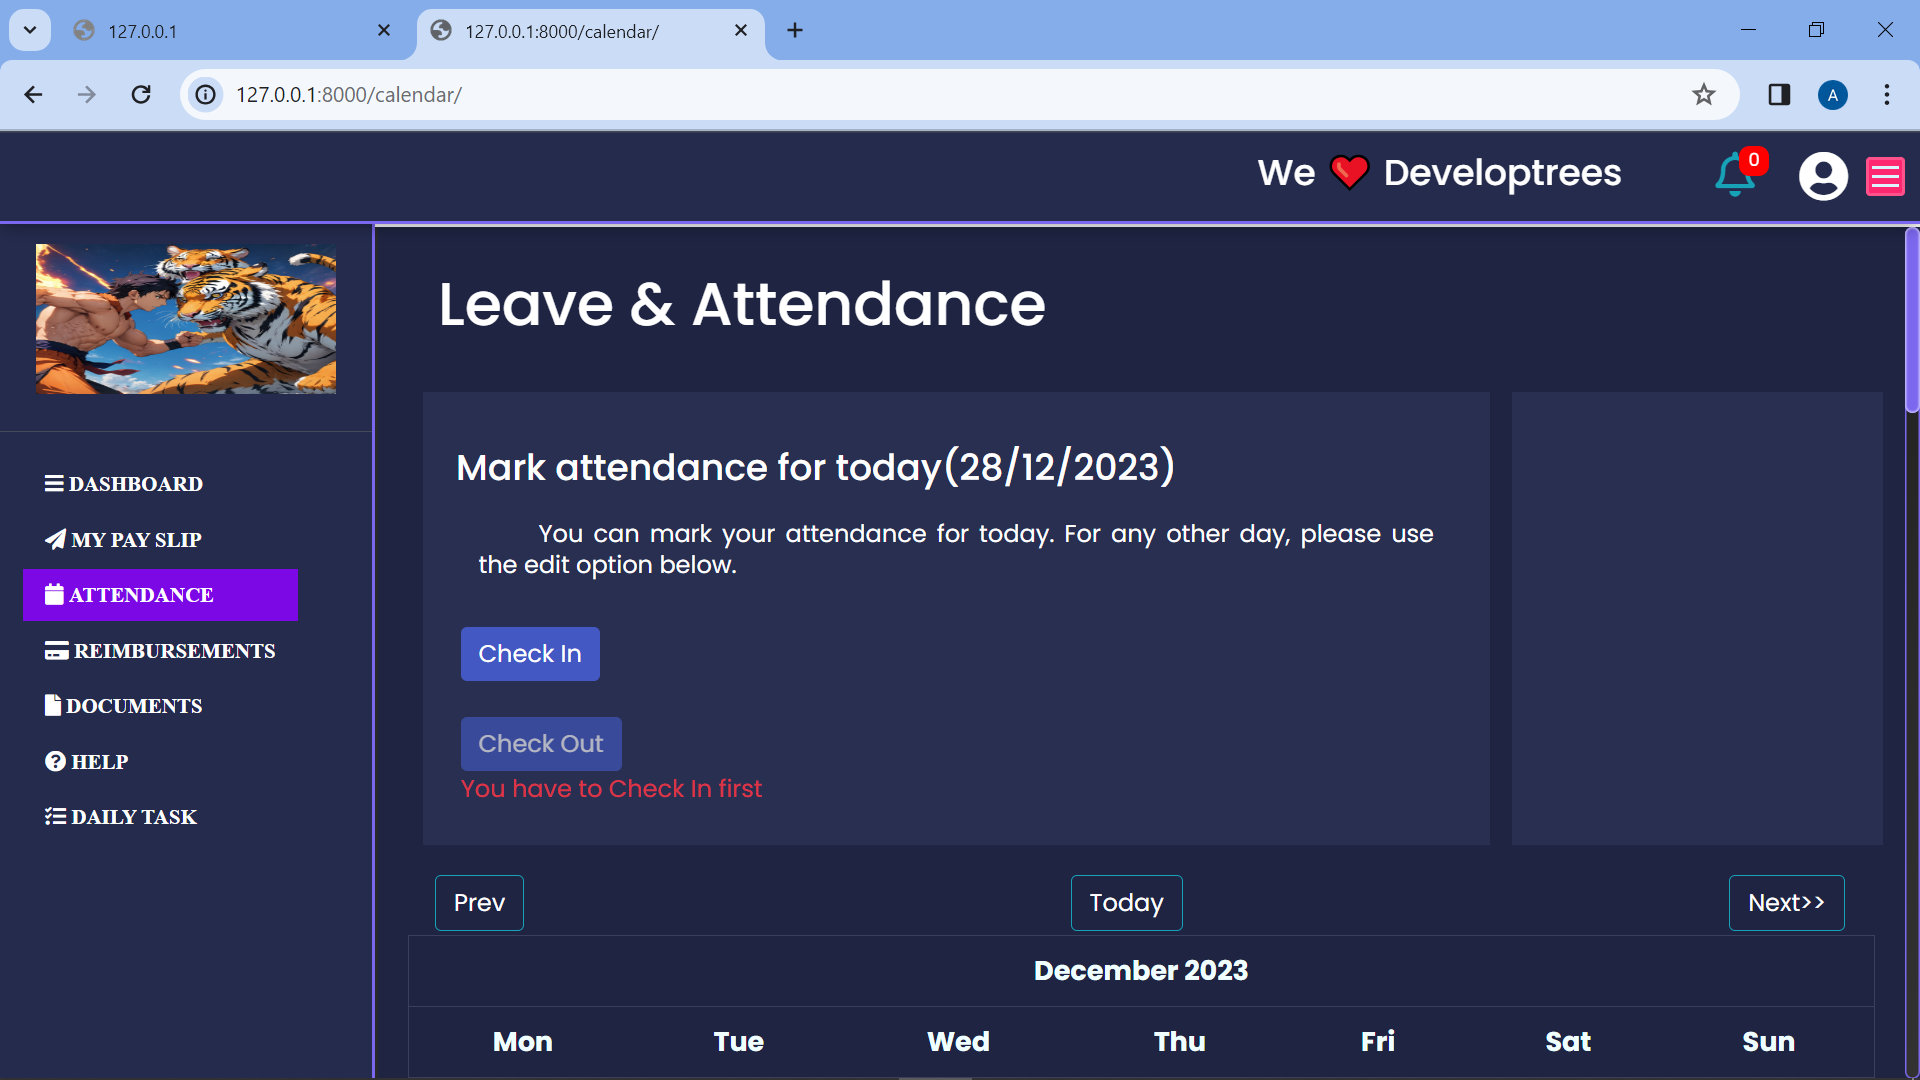 127.0.0.1
127.0.0.1:8000/calendar/
127.0.0.1:8000/calendar/
A
We ❤ Developtrees
0
Leave & Attendance
Mark attendance for today(28/12/2023)
You can mark your attendance for today. For any other day, please use
the edit option below.
Check In
Check Out
You have to Check In first
DASHBOARD
MY PAY SLIP
ATTENDANCE
REIMBURSEMENTS
DOCUMENTS
HELP
DAILY TASK
Prev
Today
Next>>
December 2023
Mon Tue Wed Thu Fri Sat Sun